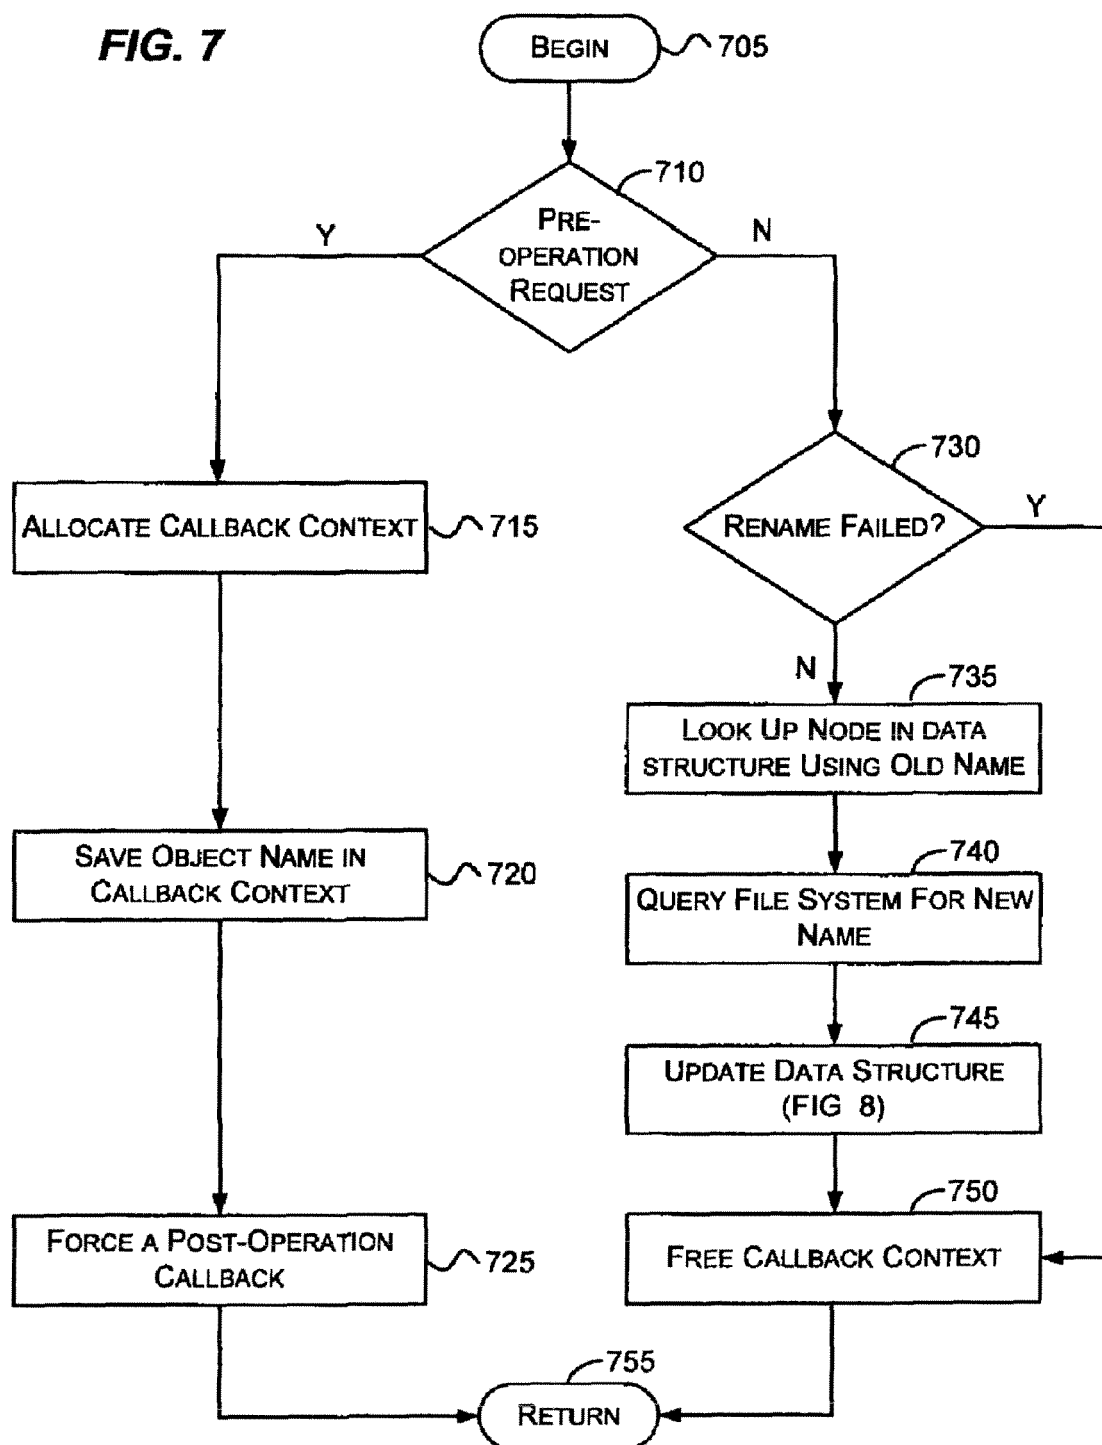 FIG. 7
BEGIN
705
710
PRE-
OPERATION
REQUEST
Y
N
730
RENAME FAILED?
Y
ALLOCATE CALLBACK CONTEXT
715
N
735
LOOK UP NODE IN DATA
STRUCTURE USING OLD NAME
SAVE OBJECT NAME IN
CALLBACK CONTEXT
720
740
QUERY FILE SYSTEM FOR NEW
NAME
745
UPDATE DATA STRUCTURE
(FIG 8)
FORCE A POST-OPERATION
CALLBACK
725
750
FREE CALLBACK CONTEXT
755
RETURN